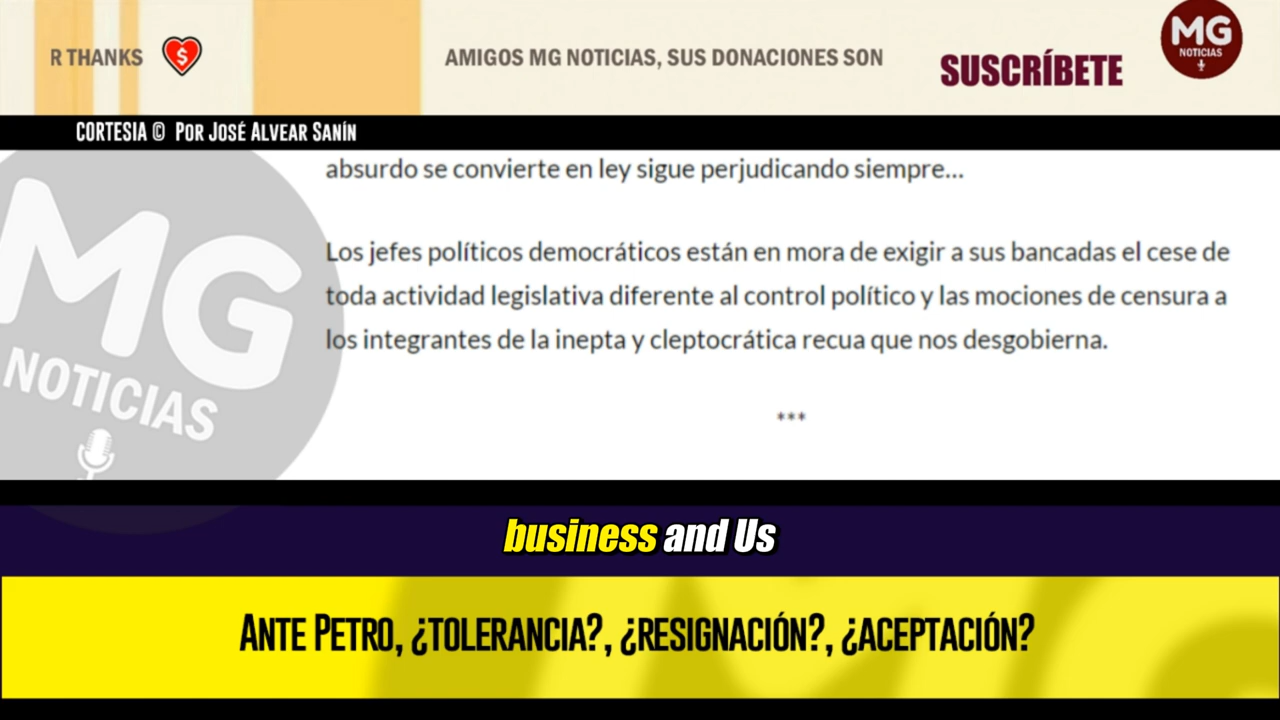 R THANKS
AMIGOS MG NOTICIAS, SUS DONACIONES SON
SUSCRÍBETE
MG
NOTICIAS
CORTESIA © POR JOSÉ ALVEAR SANÍN
absurdo se convierte en ley sigue perjudicando siempre...
Los jefes políticos democráticos están en mora de exigir a sus bancadas el cese de
toda actividad legislativa diferente al control político y las mociones de censura a
los integrantes de la inepta y cleptocrática recua que nos desgobierna.
***
MG
NOTICIAS
business and Us
ANTE PETRO, ¿TOLERANCIA?, ¿RESIGNACIÓN?, ¿ACEPTACIÓN?